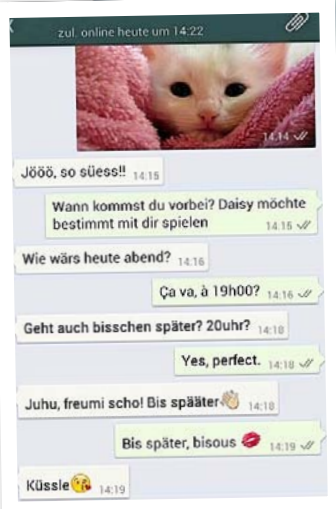 zul. online heute um 14:22
14:14
Jööö, so süess!! 14:15
Wann kommst du vorbei? Daisy möchte
bestimmt mit dir spielen 14:15
Wie wärs heute abend? 14:16
Ça va, à 19h00? 14:16
Geht auch bisschen später? 20uhr? 14:18
Yes, perfect. 14:18
Juhu, freumi scho! Bis spääter👏 14:18
Bis später, bisous 💋 14:19
Küssle😘 14:19